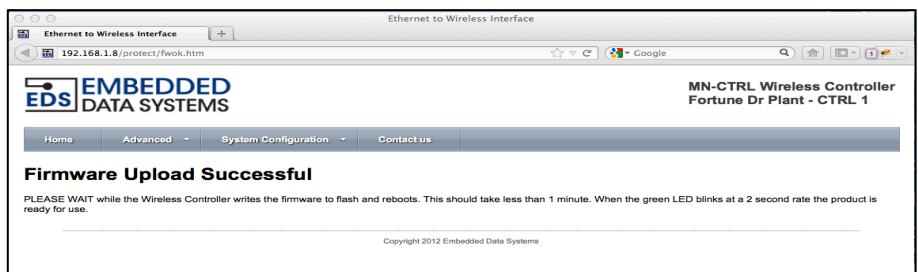 Ethernet to Wireless Interface
Ethernet to Wireless Interface +
192.168.1.8/protect/fwok.htm Google
EDS EMBEDDED
DATA SYSTEMS
MN-CTRL Wireless Controller
Fortune Dr Plant - CTRL 1
Home Advanced System Configuration Contact us
Firmware Upload Successful
PLEASE WAIT while the Wireless Controller writes the firmware to flash and reboots. This should take less than 1 minute. When the green LED blinks at a 2 second rate the product is
ready for use.
Copyright 2012 Embedded Data Systems